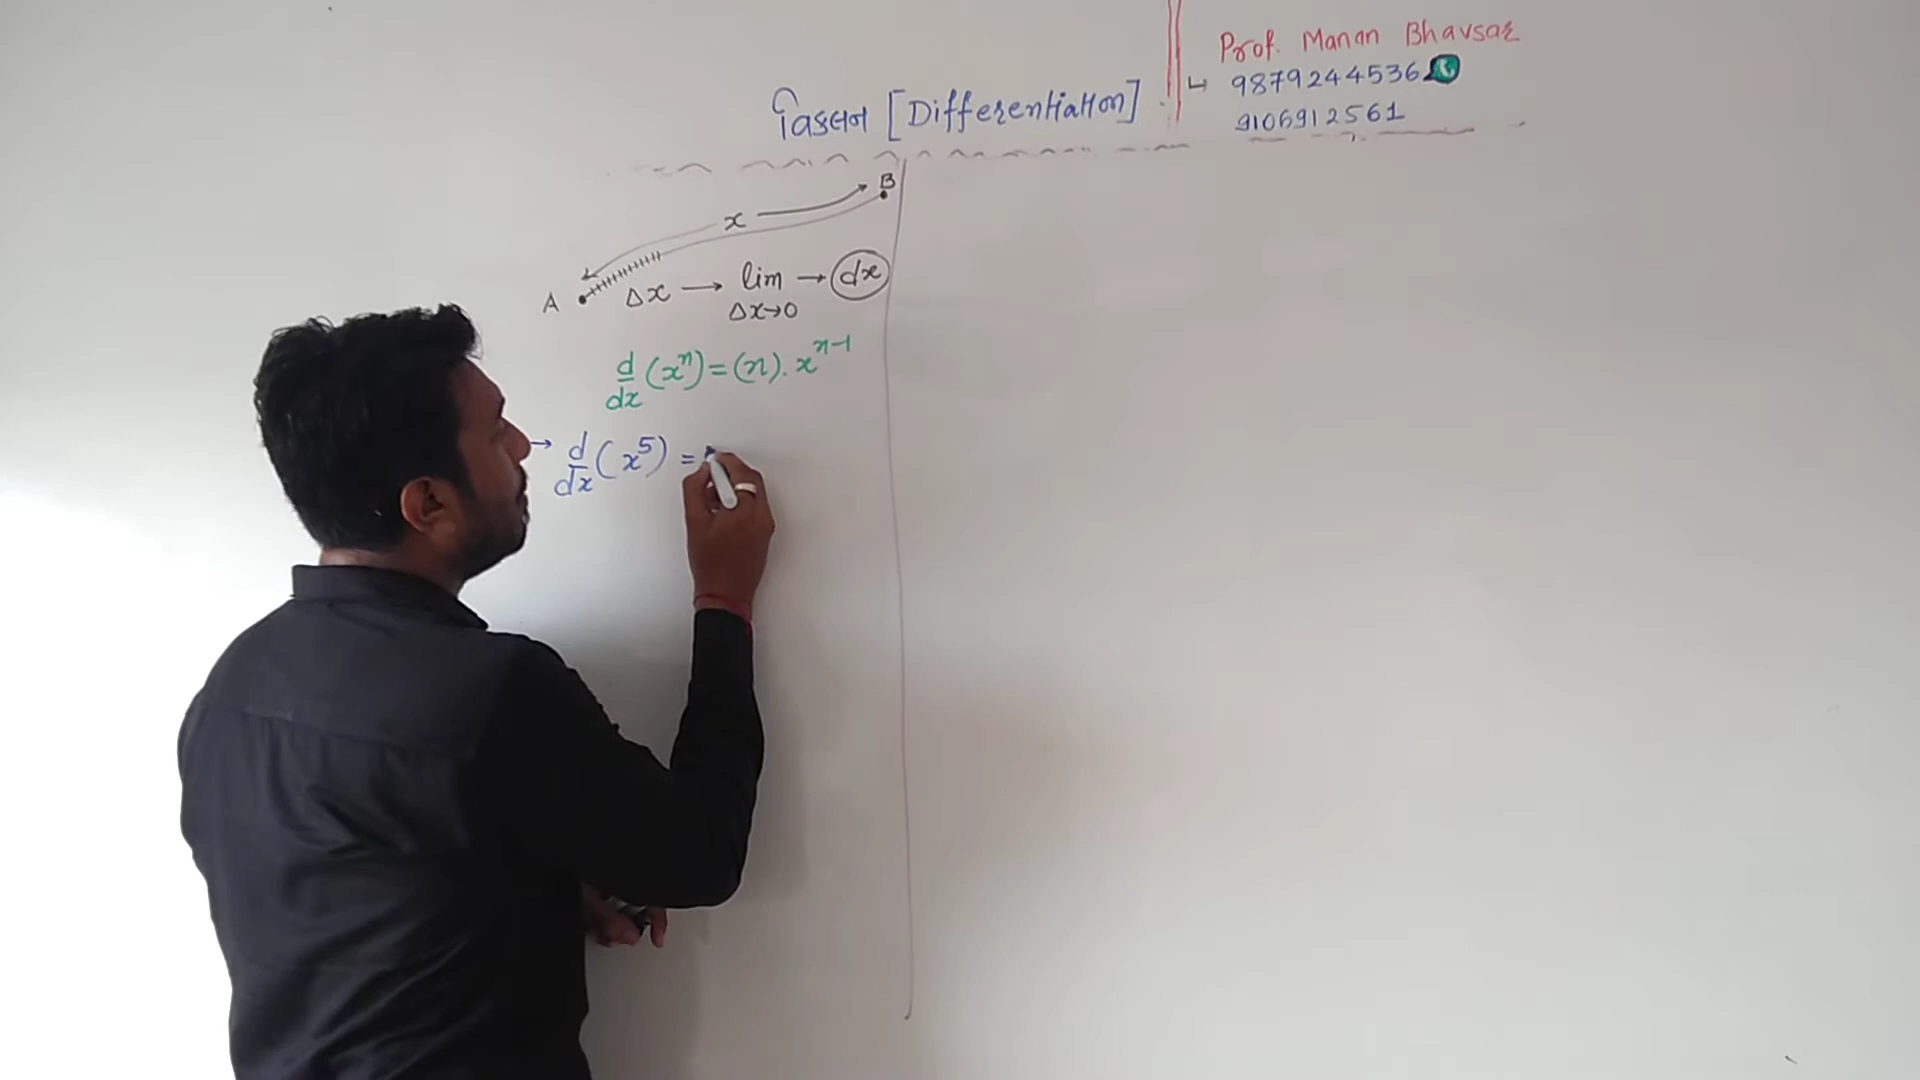 Prof. Manan Bhavsar
9879244536
9106912561
વિકલન [Differentiation]
B
x
A
Δx → lim → dx
Δx→0
d/dx (xⁿ) = (n). xⁿ⁻¹
→ d/dx (x⁵) =